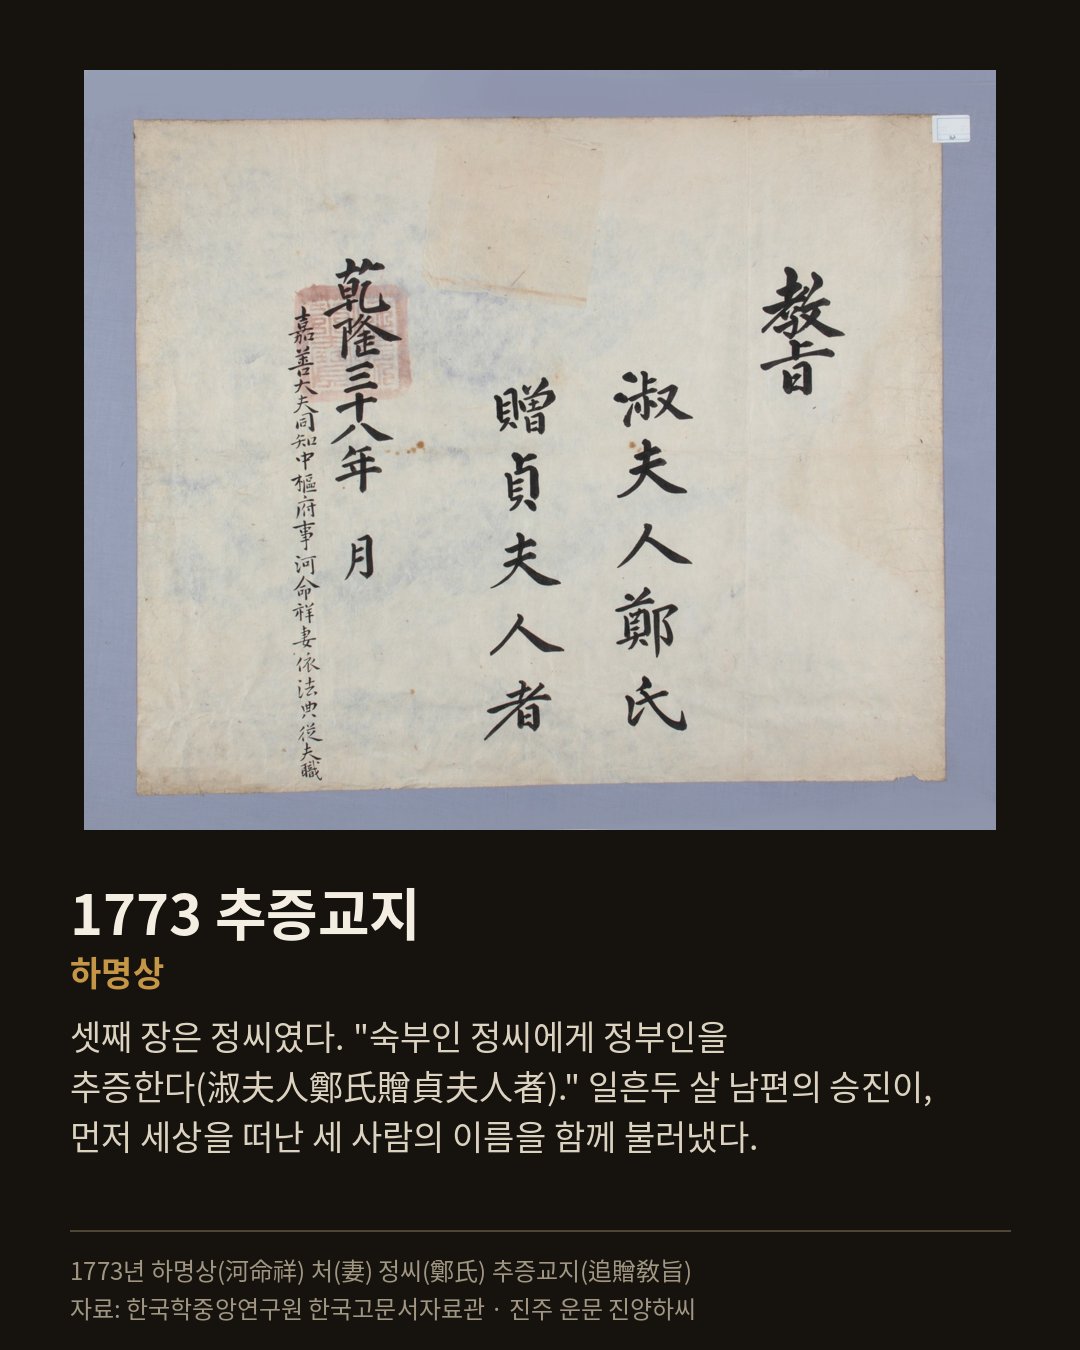 教旨
淑夫人鄭氏
贈貞夫人者
乾隆三十八年 月
嘉善大夫同知中樞府事河命祥妻依法典從夫職
1773 추증교지
하명상
셋째 장은 정씨였다. "숙부인 정씨에게 정부인을
추증한다(淑夫人鄭氏贈貞夫人者)." 일흔두 살 남편의 승진이,
먼저 세상을 떠난 세 사람의 이름을 함께 불러냈다.
1773년 하명상(河命祥) 처(妻) 정씨(鄭氏) 추증교지(追贈敎旨)
자료: 한국학중앙연구원 한국고문서자료관 · 진주 운문 진양하씨